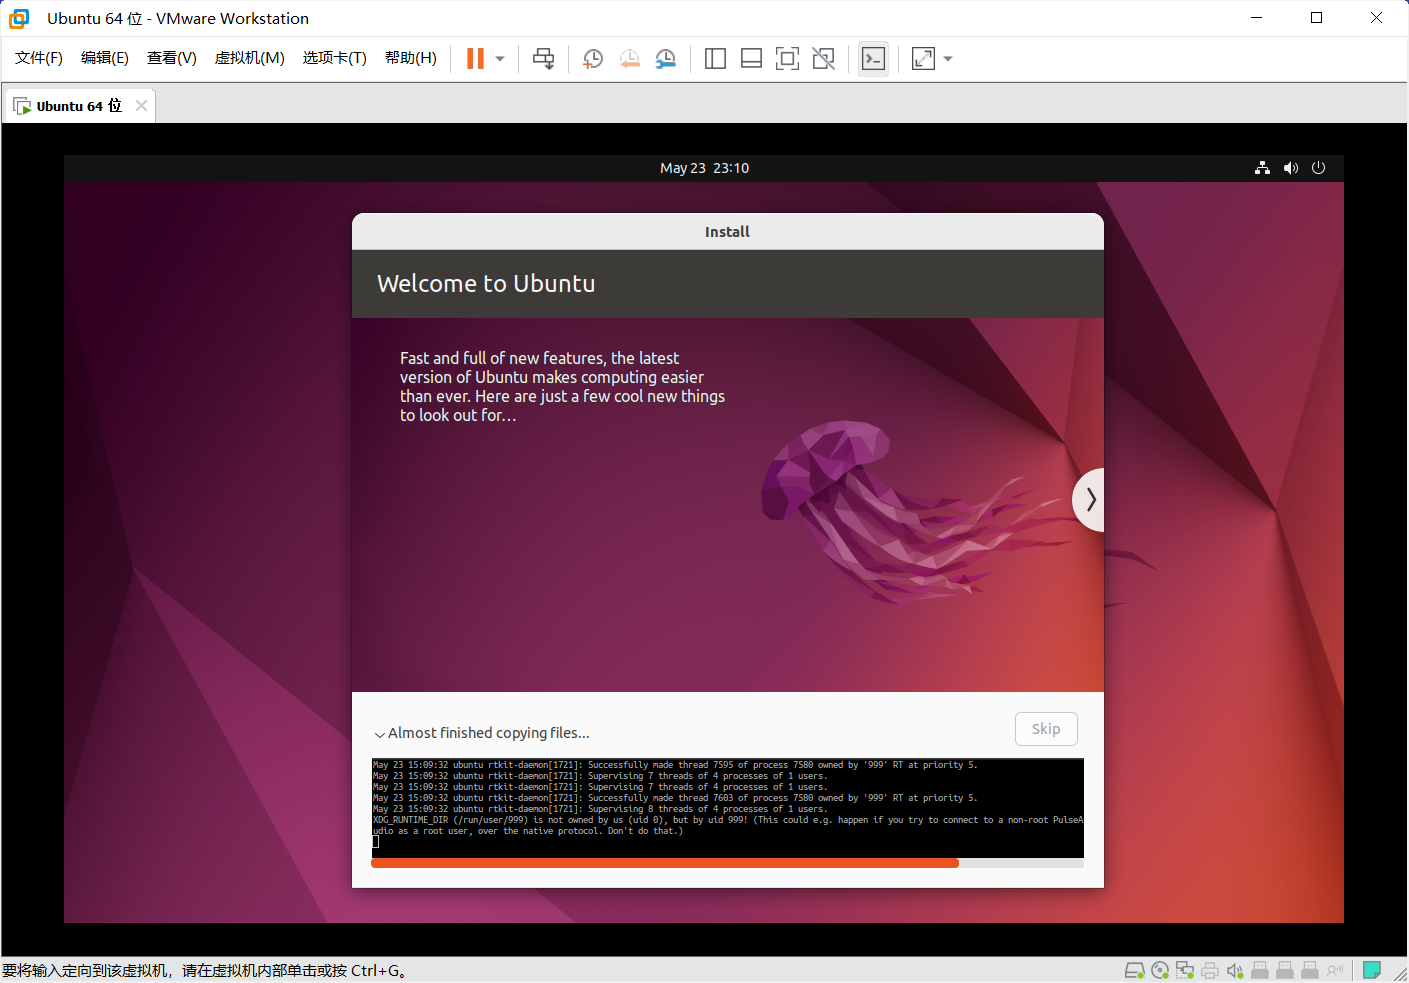 Ubuntu 64 位 - VMware Workstation
文件(F) 编辑(E) 查看(V) 虚拟机(M) 选项卡(T) 帮助(H)
Ubuntu 64 位
May 23 23:10
Install
Welcome to Ubuntu
Fast and full of new features, the latest
version of Ubuntu makes computing easier
than ever. Here are just a few cool new things
to look out for…
Almost finished copying files...
Skip
May 23 15:09:32 ubuntu rtkit-daemon[1721]: Successfully made thread 7595 of process 7580 owned by '999' RT at priority 5.
May 23 15:09:32 ubuntu rtkit-daemon[1721]: Supervising 7 threads of 4 processes of 1 users.
May 23 15:09:32 ubuntu rtkit-daemon[1721]: Supervising 7 threads of 4 processes of 1 users.
May 23 15:09:32 ubuntu rtkit-daemon[1721]: Successfully made thread 7603 of process 7580 owned by '999' RT at priority 5.
May 23 15:09:32 ubuntu rtkit-daemon[1721]: Supervising 8 threads of 4 processes of 1 users.
XDG_RUNTIME_DIR (/run/user/999) is not owned by us (uid 0), but by uid 999! (This could e.g. happen if you try to connect to a non-root PulseA
udio as a root user, over the native protocol. Don't do that.)
要将输入定向到该虚拟机，请在虚拟机内部单击或按 Ctrl+G。